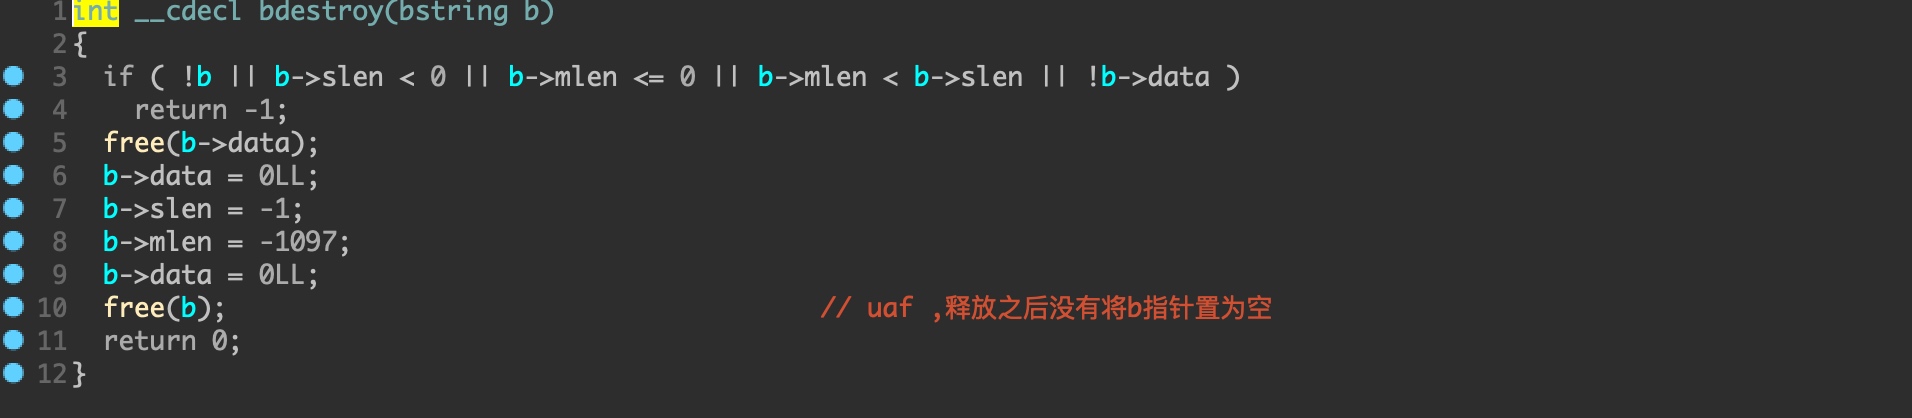 1 int __cdecl bdestroy(bstring b)
2 {
3   if ( !b || b->slen < 0 || b->mlen <= 0 || b->mlen < b->slen || !b->data )
4     return -1;
5   free(b->data);
6   b->data = 0LL;
7   b->slen = -1;
8   b->mlen = -1097;
9   b->data = 0LL;
10   free(b);                                       // uaf ,释放之后没有将b指针置为空
11   return 0;
12 }